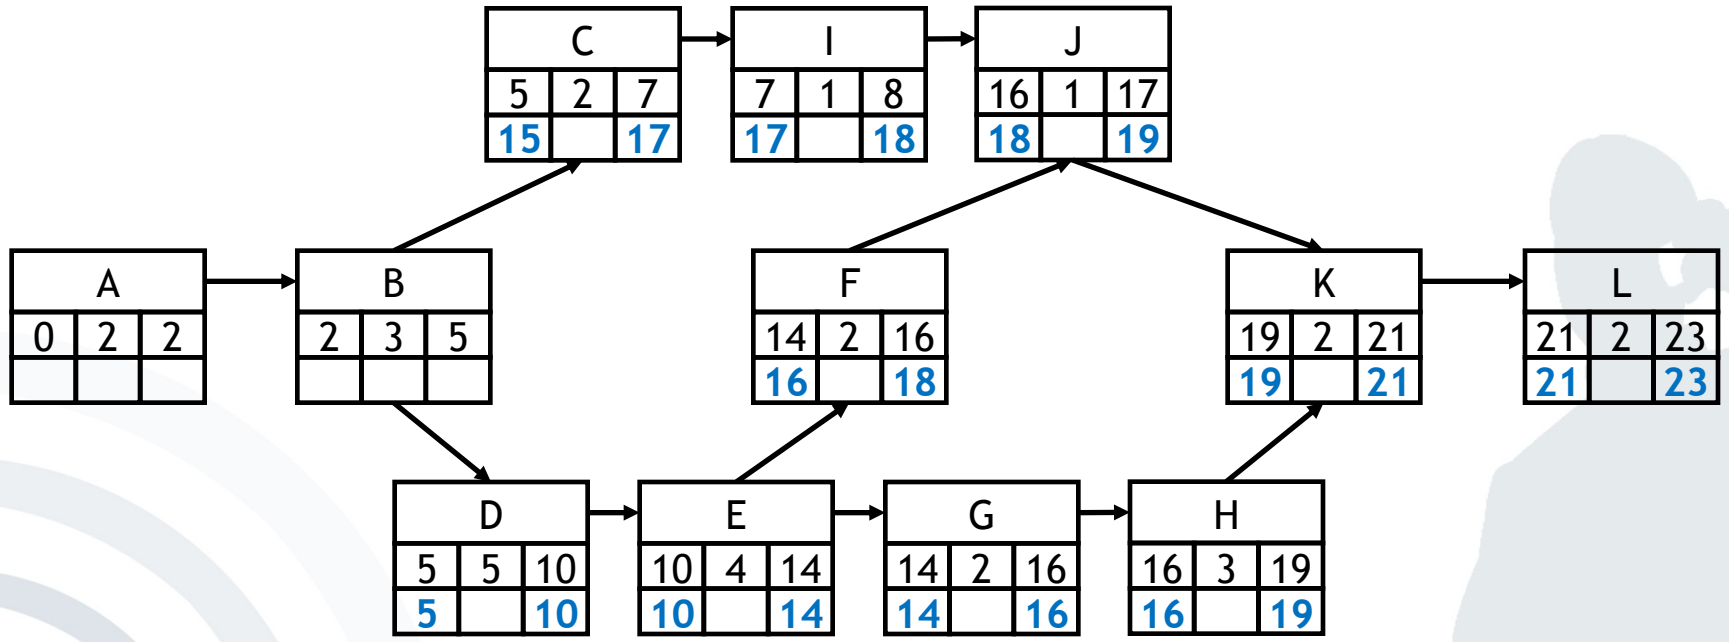 C
5 2 7
15 17
I
7 1 8
17 18
J
16 1 17
18 19
A
0 2 2
B
2 3 5
F
14 2 16
16 18
K
19 2 21
19 21
L
21 2 23
21 23
D
5 5 10
5 10
E
10 4 14
10 14
G
14 2 16
14 16
H
16 3 19
16 19